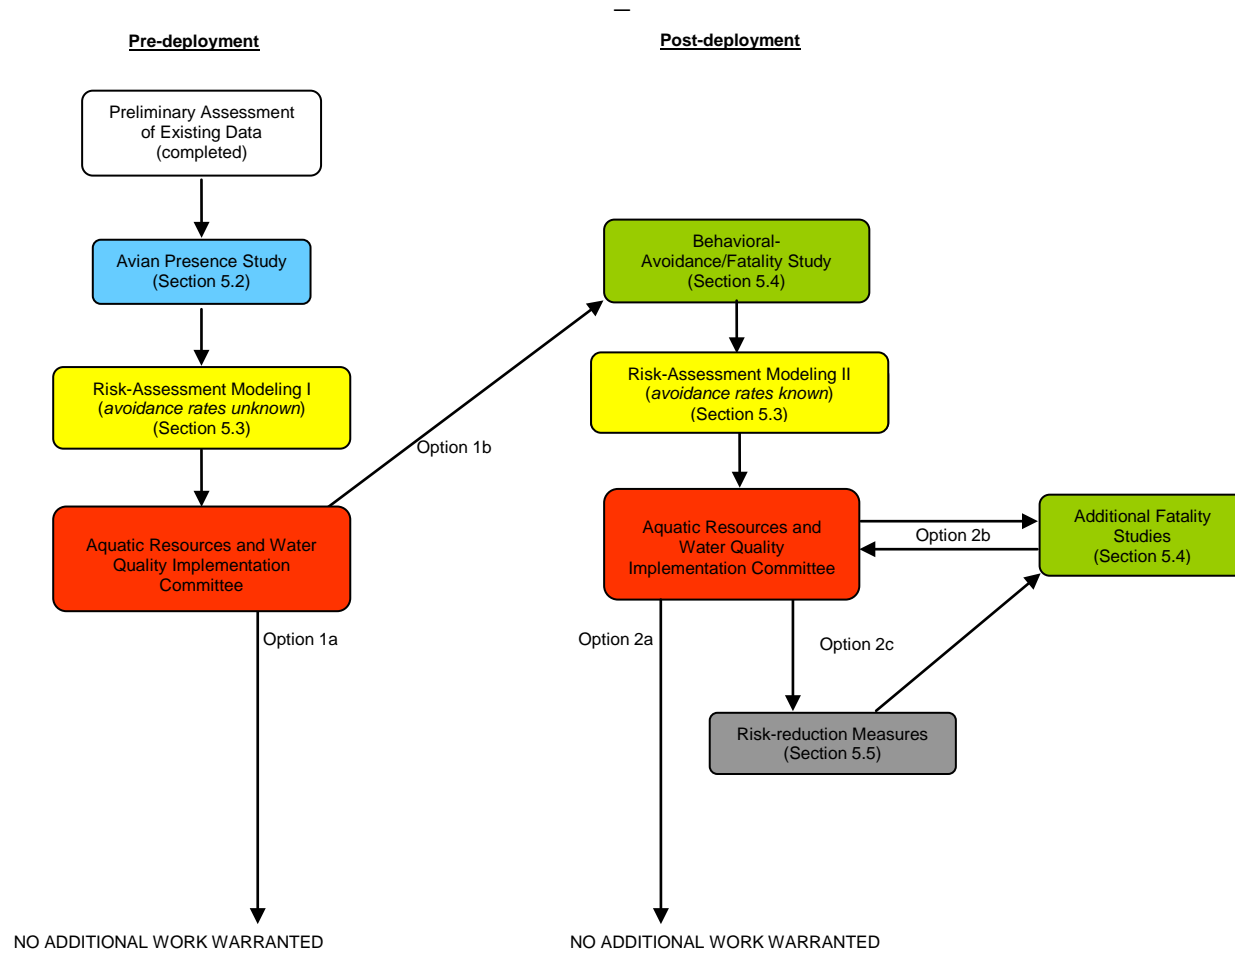 Pre-deployment
Post-deployment
Preliminary Assessment
of Existing Data
(completed)
Avian Presence Study
(Section 5.2)
Risk-Assessment Modeling I
(avoidance rates unknown)
(Section 5.3)
Aquatic Resources and Water
Quality Implementation
Committee
Option 1a
NO ADDITIONAL WORK WARRANTED
Option 1b
Behavioral-
Avoidance/Fatality Study
(Section 5.4)
Risk-Assessment Modeling II
(avoidance rates known)
(Section 5.3)
Aquatic Resources and
Water Quality
Implementation Committee
Option 2b
Additional Fatality
Studies
(Section 5.4)
Option 2a
Option 2c
Risk-reduction Measures
(Section 5.5)
NO ADDITIONAL WORK WARRANTED